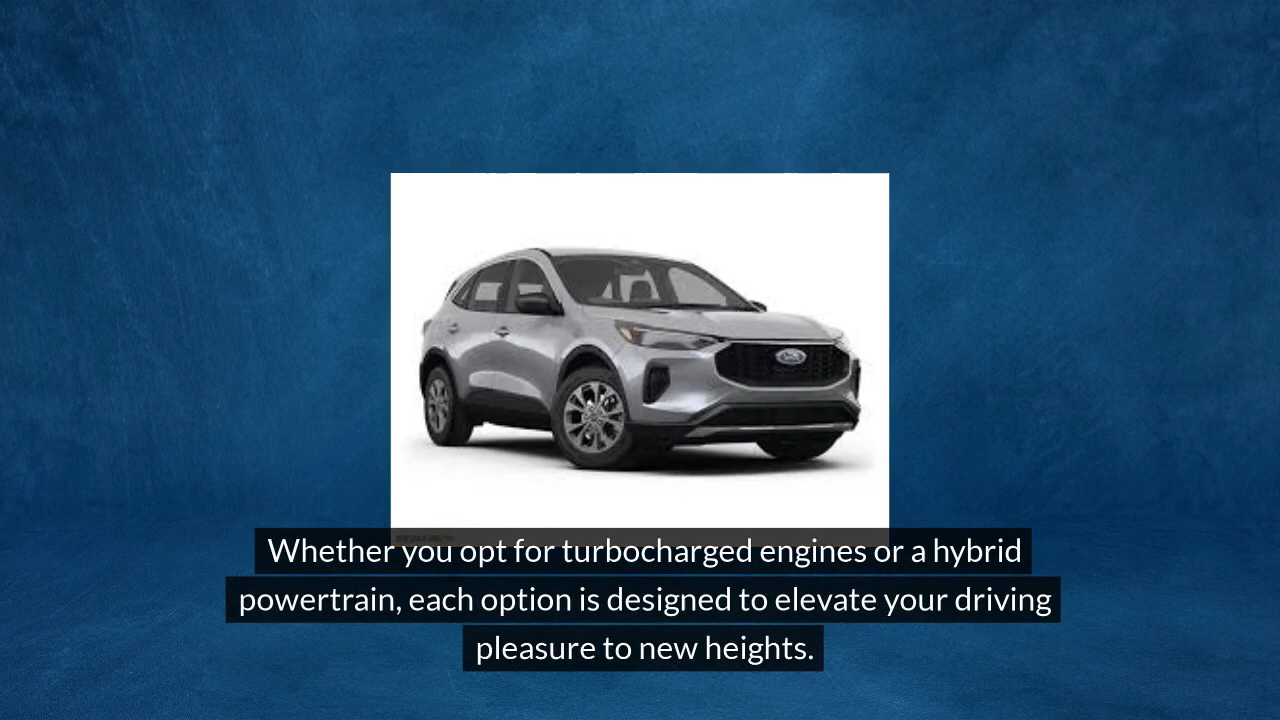 Ford
Whether you opt for turbocharged engines or a hybrid
powertrain, each option is designed to elevate your driving
pleasure to new heights.